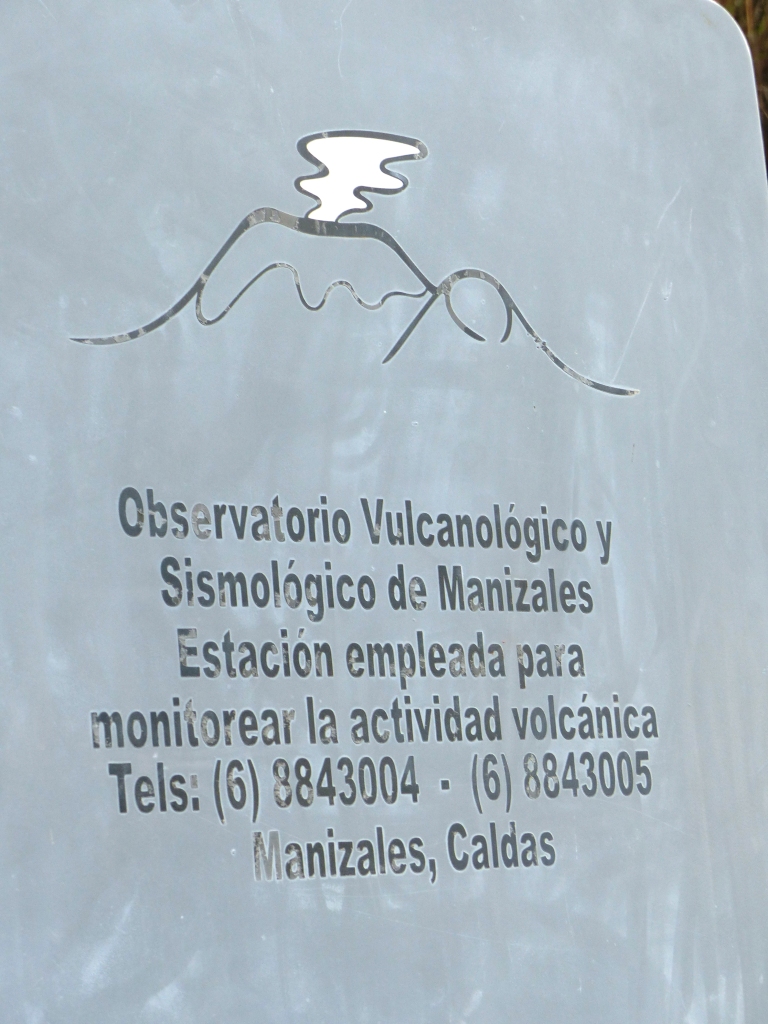 Observatorio Vulcanológico y
Sismológico de Manizales
Estación empleada para
monitorear la actividad volcánica
Tels: (6) 8843004 - (6) 8843005
Manizales, Caldas